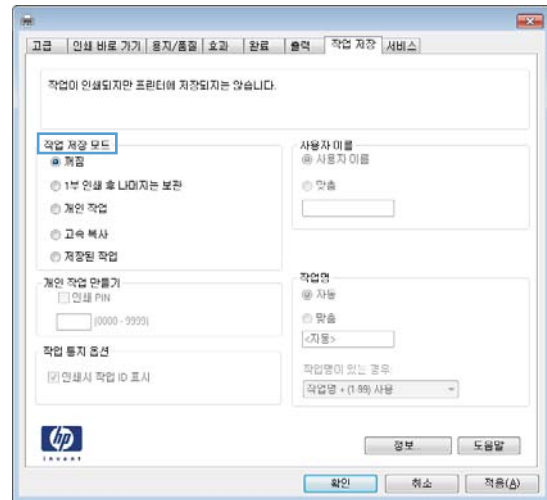 고급 인쇄 바로 가기 용지/품질 효과 완료 출력 작업 저장 서비스
작업이 인쇄되지만 프린터에 저장되지는 않습니다.
작업 저장 모드
꺼짐
1부 인쇄 후 나머지는 보관
개인 작업
고속 복사
저장된 작업
개인 작업 만들기
인쇄 PIN
(0000 - 9999)
작업 통지 옵션
인쇄시 작업 ID 표시
사용자 이름
사용자 이름
맞춤
작업명
자동
맞춤
<자동>
작업명이 있는 경우:
작업명 + (1-99) 사용
hp
invent
정보... 도움말
확인 취소 적용(A)